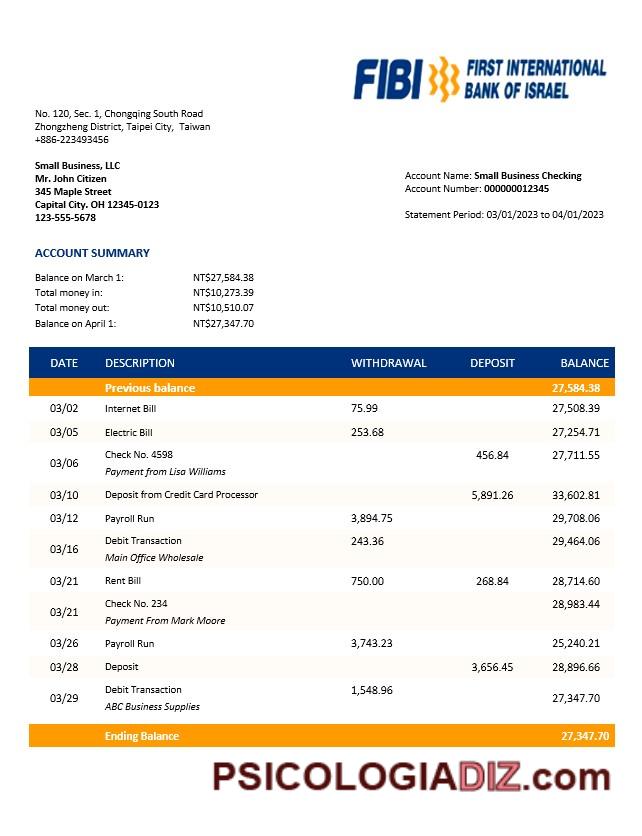 FIBI FIRST INTERNATIONAL
BANK OF ISRAEL
No. 120, Sec. 1, Chongqing South Road
Zhongzheng District, Taipei City, Taiwan
+886-223493456
Small Business, LLC
Mr. John Citizen
345 Maple Street
Capital City. OH 12345-0123
123-555-5678
Account Name: Small Business Checking
Account Number: 000000012345
Statement Period: 03/01/2023 to 04/01/2023
ACCOUNT SUMMARY
Balance on March 1: NT$27,584.38
Total money in: NT$10,273.39
Total money out: NT$10,510.07
Balance on April 1: NT$27,347.70
DATE DESCRIPTION WITHDRAWAL DEPOSIT BALANCE
Previous balance 27,584.38
03/02 Internet Bill 75.99 27,508.39
03/05 Electric Bill 253.68 27,254.71
03/06 Check No. 4598 456.84 27,711.55
Payment from Lisa Williams
03/10 Deposit from Credit Card Processor 5,891.26 33,602.81
03/12 Payroll Run 3,894.75 29,708.06
03/16 Debit Transaction 243.36 29,464.06
Main Office Wholesale
03/21 Rent Bill 750.00 268.84 28,714.60
03/21 Check No. 234 28,983.44
Payment From Mark Moore
03/26 Payroll Run 3,743.23 25,240.21
03/28 Deposit 3,656.45 28,896.66
03/29 Debit Transaction 1,548.96 27,347.70
ABC Business Supplies
Ending Balance 27,347.70
PSICOLOGIADIZ.com